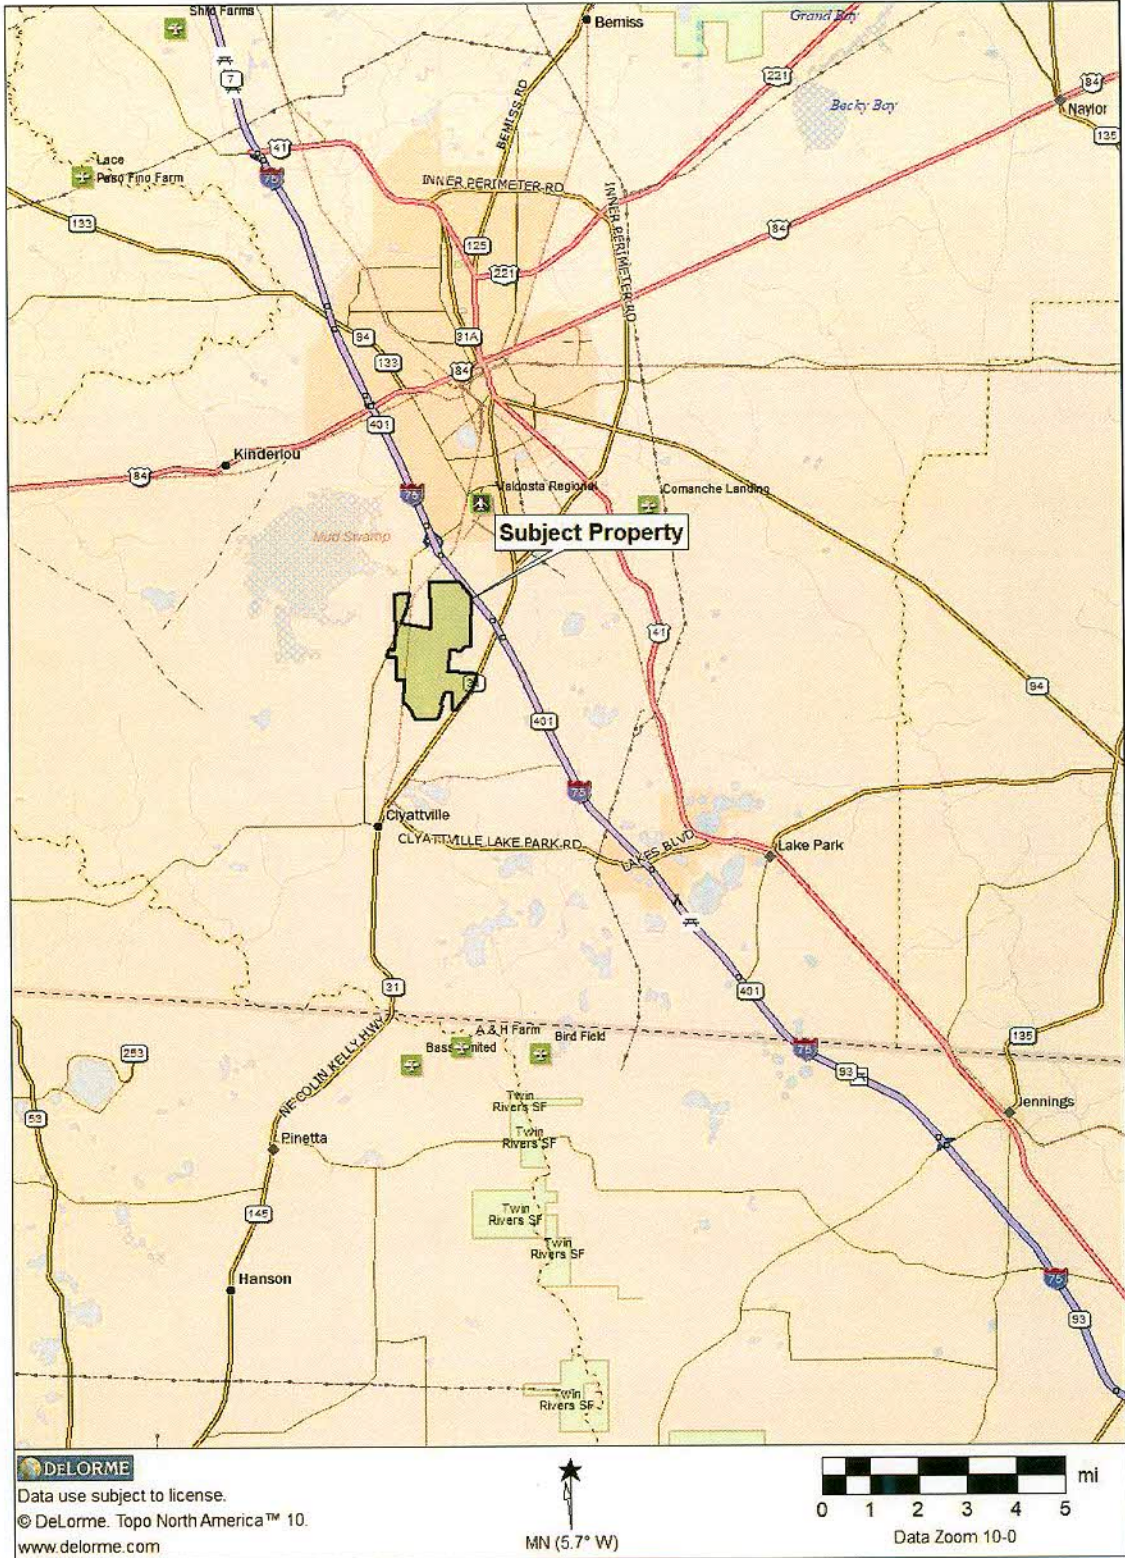 Shilo Farms
Bemiss
Grand Bay
7
221
84
BEMISS RD
Becky Bay
Naylor
135
41
Lace
Paso Fino Farm
75
INNER PERIMETER RD
INNER PERIMETER RD
133
125
84
221
94
31A
133
84
401
Kinderlou
84
75
Valdosta Regional
Comanche Landing
Mud Swamp
Subject Property
41
31
94
401
75
Clyattville
CLYATTVILLE LAKE PARK RD
LAKES BLVD
Lake Park
31
401
A & H Farm
Bird Field
Bass Limited
135
253
75
93
NE COLIN KELLY HWY
Twin
Rivers SF
Jennings
53
Twin
Rivers SF
Pinetta
145
Twin
Rivers SF
Twin
Rivers SF
Hanson
75
93
Twin
Rivers SF
DELORME
Data use subject to license.
© DeLorme. Topo North America™ 10.
www.delorme.com
MN (5.7° W)
mi
0 1 2 3 4 5
Data Zoom 10-0